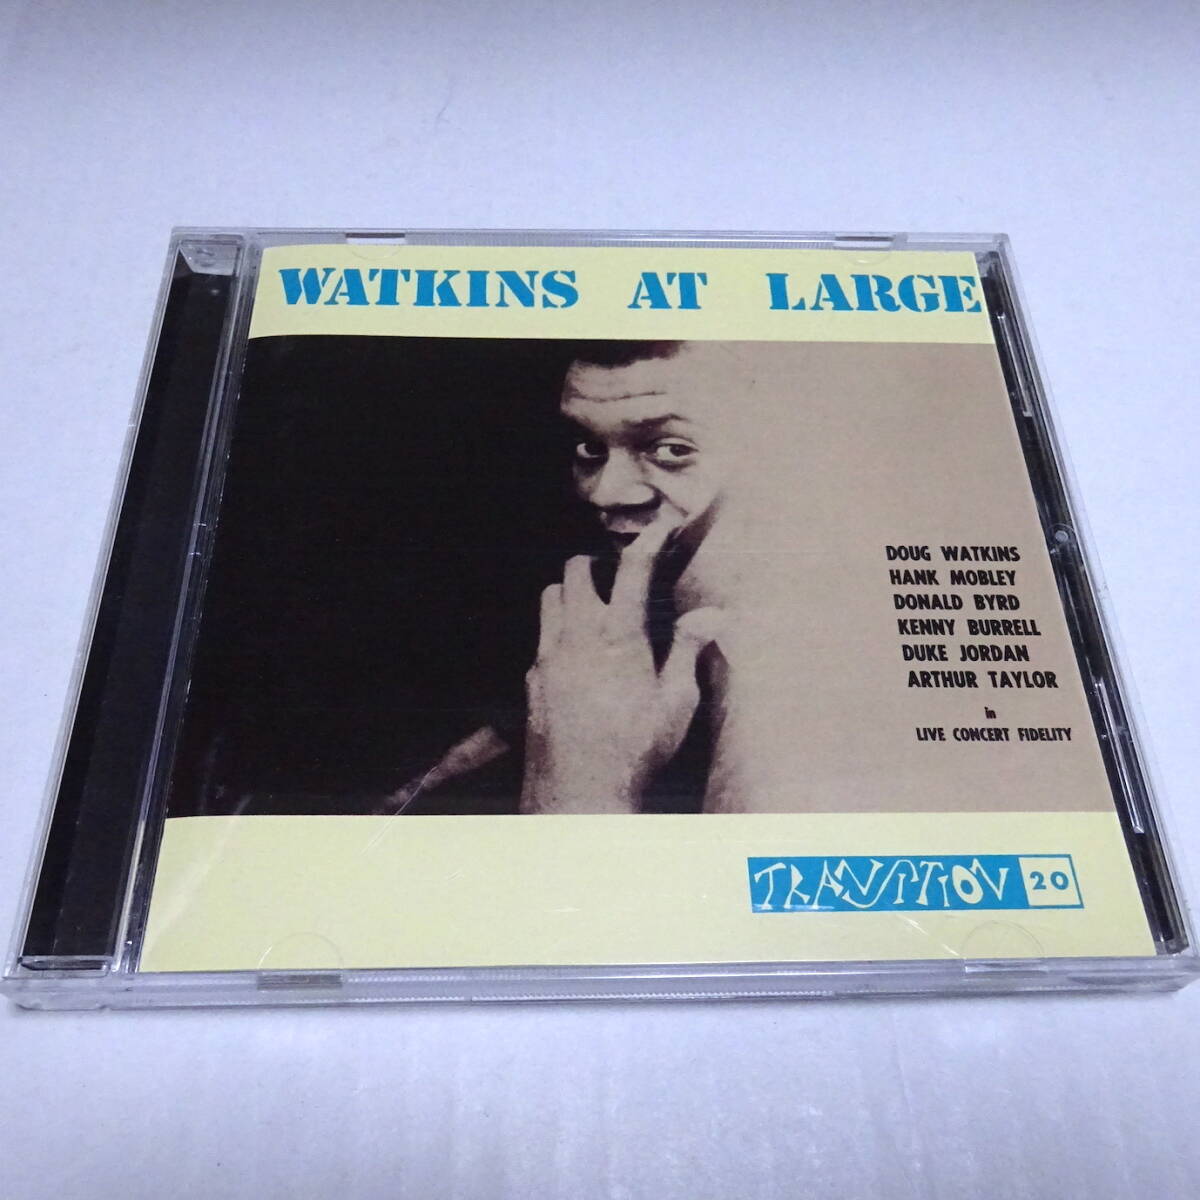 WATKINS AT LARGE
DOUG WATKINS
HANK MOBLEY
DONALD BYRD
KENNY BURRELL
DUKE JORDAN
ARTHUR TAYLOR
in
LIVE CONCERT FIDELITY
TRANSITION 20